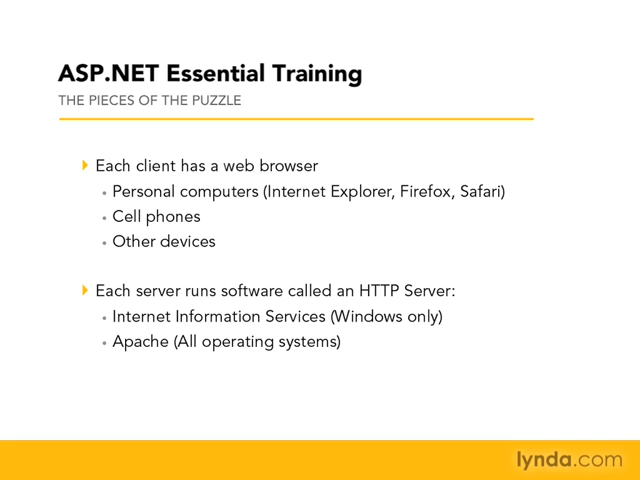 ASP.NET Essential Training
THE PIECES OF THE PUZZLE
Each client has a web browser
Personal computers (Internet Explorer, Firefox, Safari)
Cell phones
Other devices
Each server runs software called an HTTP Server:
Internet Information Services (Windows only)
Apache (All operating systems)
lynda.com